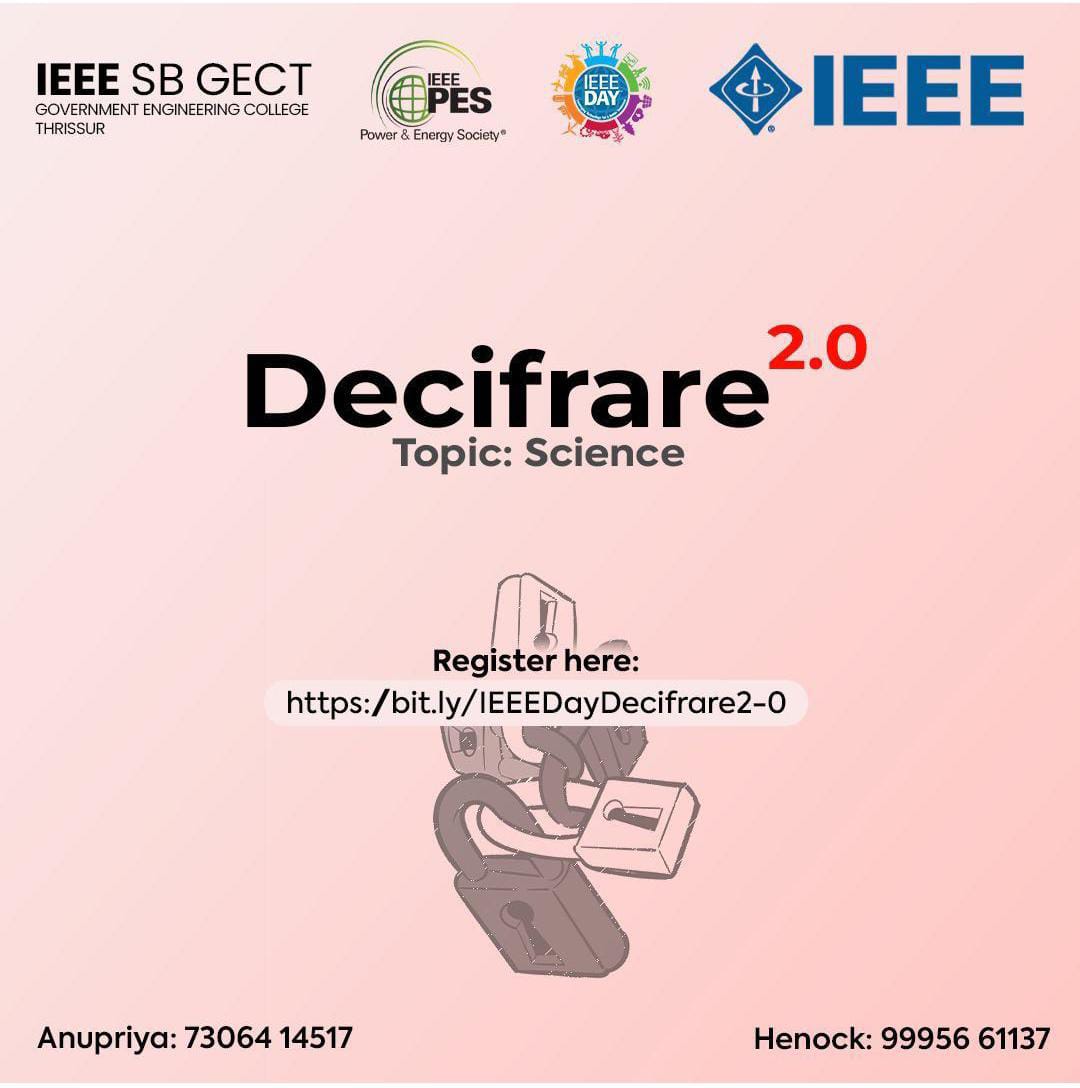 IEEE SB GECT
GOVERNMENT ENGINEERING COLLEGE
THRISSUR
IEEE
PES
Power & Energy Society®
IEEE
DAY
IEEE
Decifrare 2.0
Topic: Science
Register here:
https:/bit.ly/IEEEDayDecifrare2-0
Anupriya: 73064 14517
Henock: 99956 61137